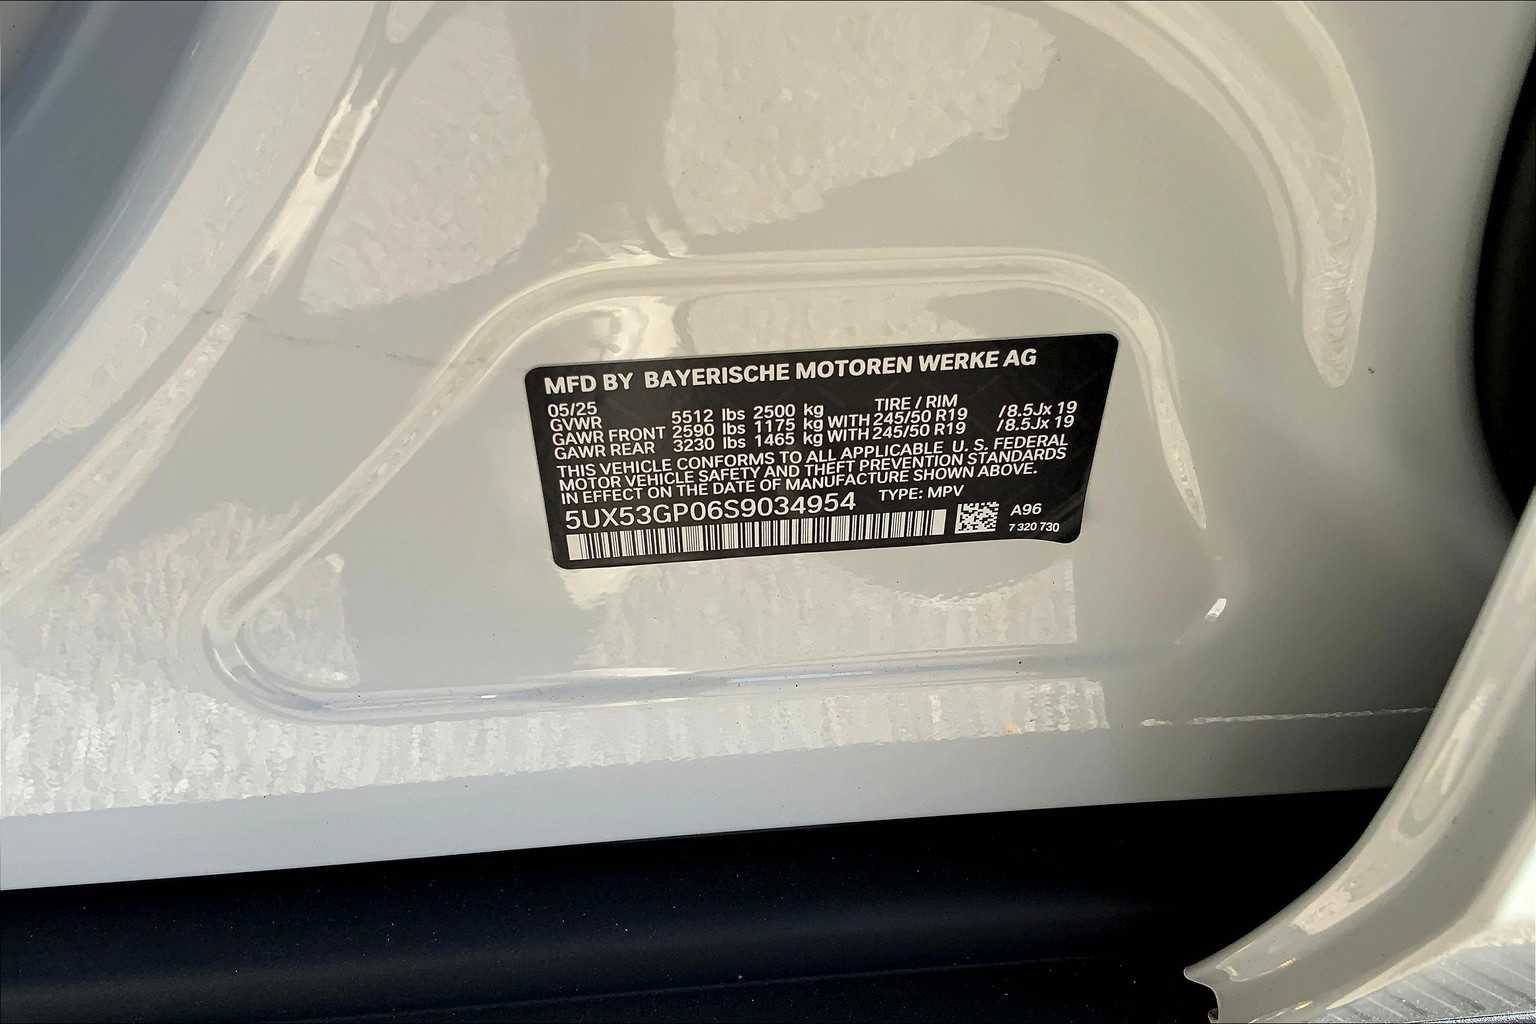 MFD BY BAYERISCHE MOTOREN WERKE AG
05/25 TIRE / RIM
GVWR 5512 lbs 2500 kg
GAWR FRONT 2590 lbs 1175 kg WITH 245/50 R19 /8.5Jx 19
GAWR REAR 3230 lbs 1465 kg WITH 245/50 R19 /8.5Jx 19
THIS VEHICLE CONFORMS TO ALL APPLICABLE U. S. FEDERAL
MOTOR VEHICLE SAFETY AND THEFT PREVENTION STANDARDS
IN EFFECT ON THE DATE OF MANUFACTURE SHOWN ABOVE.
5UX53GP06S9034954 TYPE: MPV
A96
7 320 730